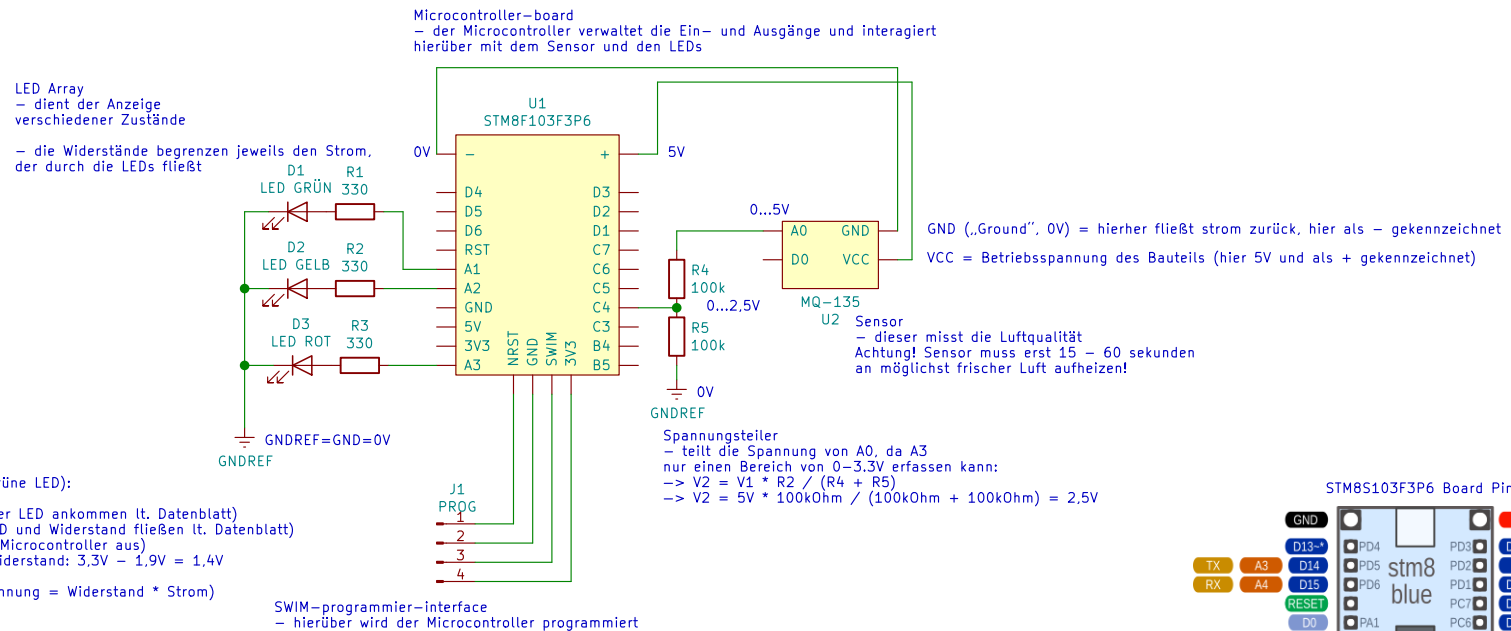 Microcontroller-board
- der Microcontroller verwaltet die Ein- und Ausgänge und interagiert
hierüber mit dem Sensor und den LEDs
LED Array
- dient der Anzeige
verschiedener Zustände
- die Widerstände begrenzen jeweils den Strom,
der durch die LEDs fließt
U1
STM8F103F3P6
0V
-
+
5V
D4
D5
D6
RST
A1
A2
GND
5V
3V3
A3
D3
D2
D1
C7
C6
C5
C4
C3
B4
B5
NRST
GND
SWIM
3V3
D1
LED GRÜN
R1
330
D2
LED GELB
R2
330
D3
LED ROT
R3
330
GNDREF=GND=0V
GNDREF
0...5V
A0
GND
D0
VCC
MQ-135
U2
GND („Ground", 0V) = hierher fließt strom zurück, hier als - gekennzeichnet
VCC = Betriebsspannung des Bauteils (hier 5V und als + gekennzeichnet)
R4
100k
0...2,5V
R5
100k
0V
GNDREF
Sensor
- dieser misst die Luftqualität
Achtung! Sensor muss erst 15 - 60 sekunden
an möglichst frischer Luft aufheizen!
Spannungsteiler
- teilt die Spannung von A0, da A3
nur einen Bereich von 0-3.3V erfassen kann:
-> V2 = V1 * R2 / (R4 + R5)
-> V2 = 5V * 100kOhm / (100kOhm + 100kOhm) = 2,5V
üne LED):
er LED ankommen lt. Datenblatt)
D und Widerstand fließen lt. Datenblatt)
Microcontroller aus)
iderstand: 3,3V - 1,9V = 1,4V
nnung = Widerstand * Strom)
J1
PROG
1
2
3
4
SWIM-programmier-interface
- hierüber wird der Microcontroller programmiert
STM8S103F3P6 Board Pin
GND
D13~*
PD4
PD3
TX
A3
D14
PD5
PD2
RX
A4
D15
PD6
PD1
RESET
PC7
D0
PA1
PC6
stm8
blue